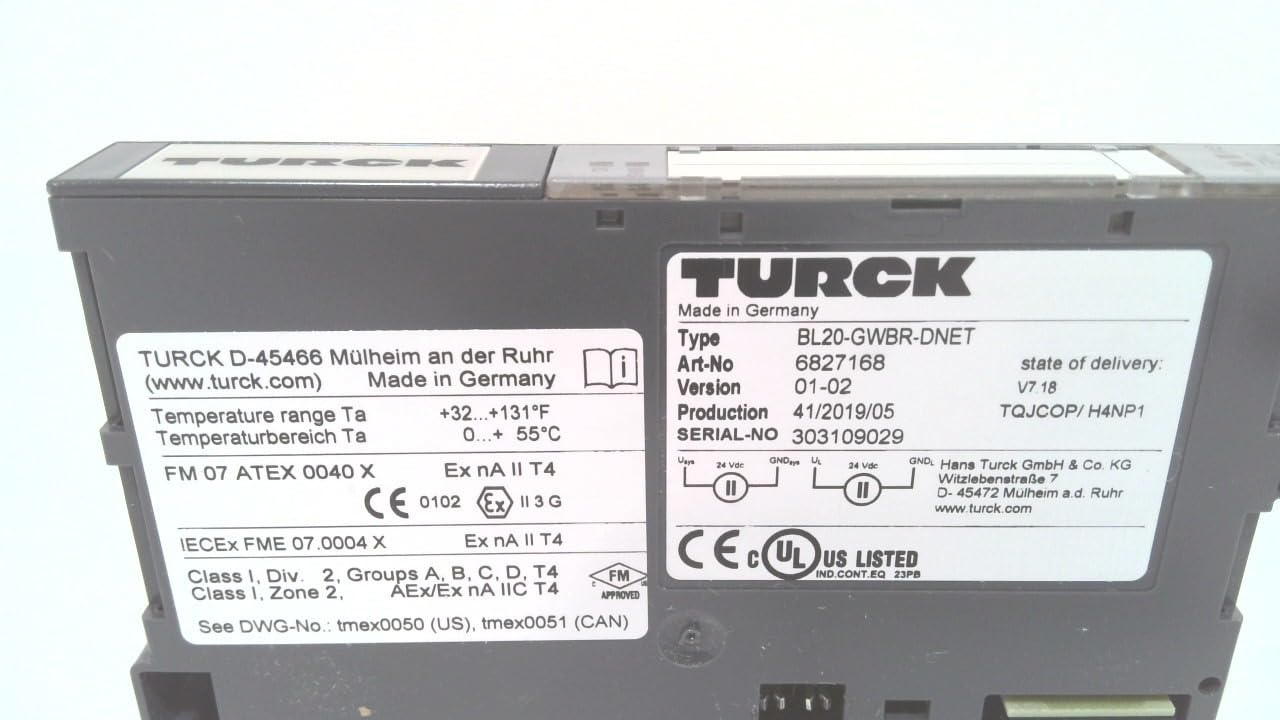 TURCK
TURCK D-45466 Mülheim an der Ruhr
(www.turck.com) Made in Germany
i
Temperature range Ta +32...+131°F
Temperaturbereich Ta 0...+ 55°C
FM 07 ATEX 0040 X Ex nA II T4
CE 0102 Ex II 3 G
IECEx FME 07.0004 X Ex nA II T4
Class I, Div. 2, Groups A, B, C, D, T4
Class I, Zone 2, AEx/Ex nA IIC T4
C FM US
APPROVED
See DWG-No.: tmex0050 (US), tmex0051 (CAN)
TURCK
Made in Germany
Type BL20-GWBR-DNET
Art-No 6827168 state of delivery:
Version 01-02 V7.18
Production 41/2019/05 TQJCOP/ H4NP1
SERIAL-NO 303109029
Usys 24 Vdc GNDsys UL 24 Vdc GNDL
Hans Turck GmbH & Co. KG
Witzlebenstraße 7
D- 45472 Mülheim a.d. Ruhr
www.turck.com
CE c UL US LISTED
IND.CONT.EQ 23PB